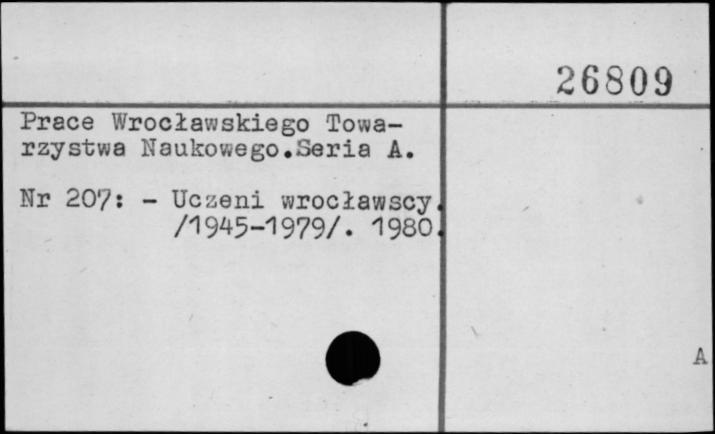 26809
Prace Wrocławskiego Towa-
rzystwa Naukowego.Seria A.
Nr 207: - Uczeni wrocławscy.
/1945-1979/. 1980.
A